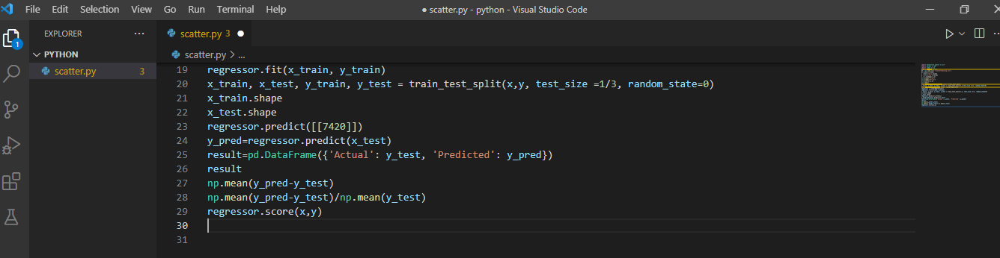 File Edit Selection View Go Run Terminal Help
● scatter.py - python - Visual Studio Code
1
EXPLORER ...
PYTHON
scatter.py 3
scatter.py 3 ●
scatter.py > ...
19 regressor.fit(x_train, y_train)
20 x_train, x_test, y_train, y_test = train_test_split(x,y, test_size =1/3, random_state=0)
21 x_train.shape
22 x_test.shape
23 regressor.predict([[7420]])
24 y_pred=regressor.predict(x_test)
25 result=pd.DataFrame({'Actual': y_test, 'Predicted': y_pred})
26 result
27 np.mean(y_pred-y_test)
28 np.mean(y_pred-y_test)/np.mean(y_test)
29 regressor.score(x,y)
30
31